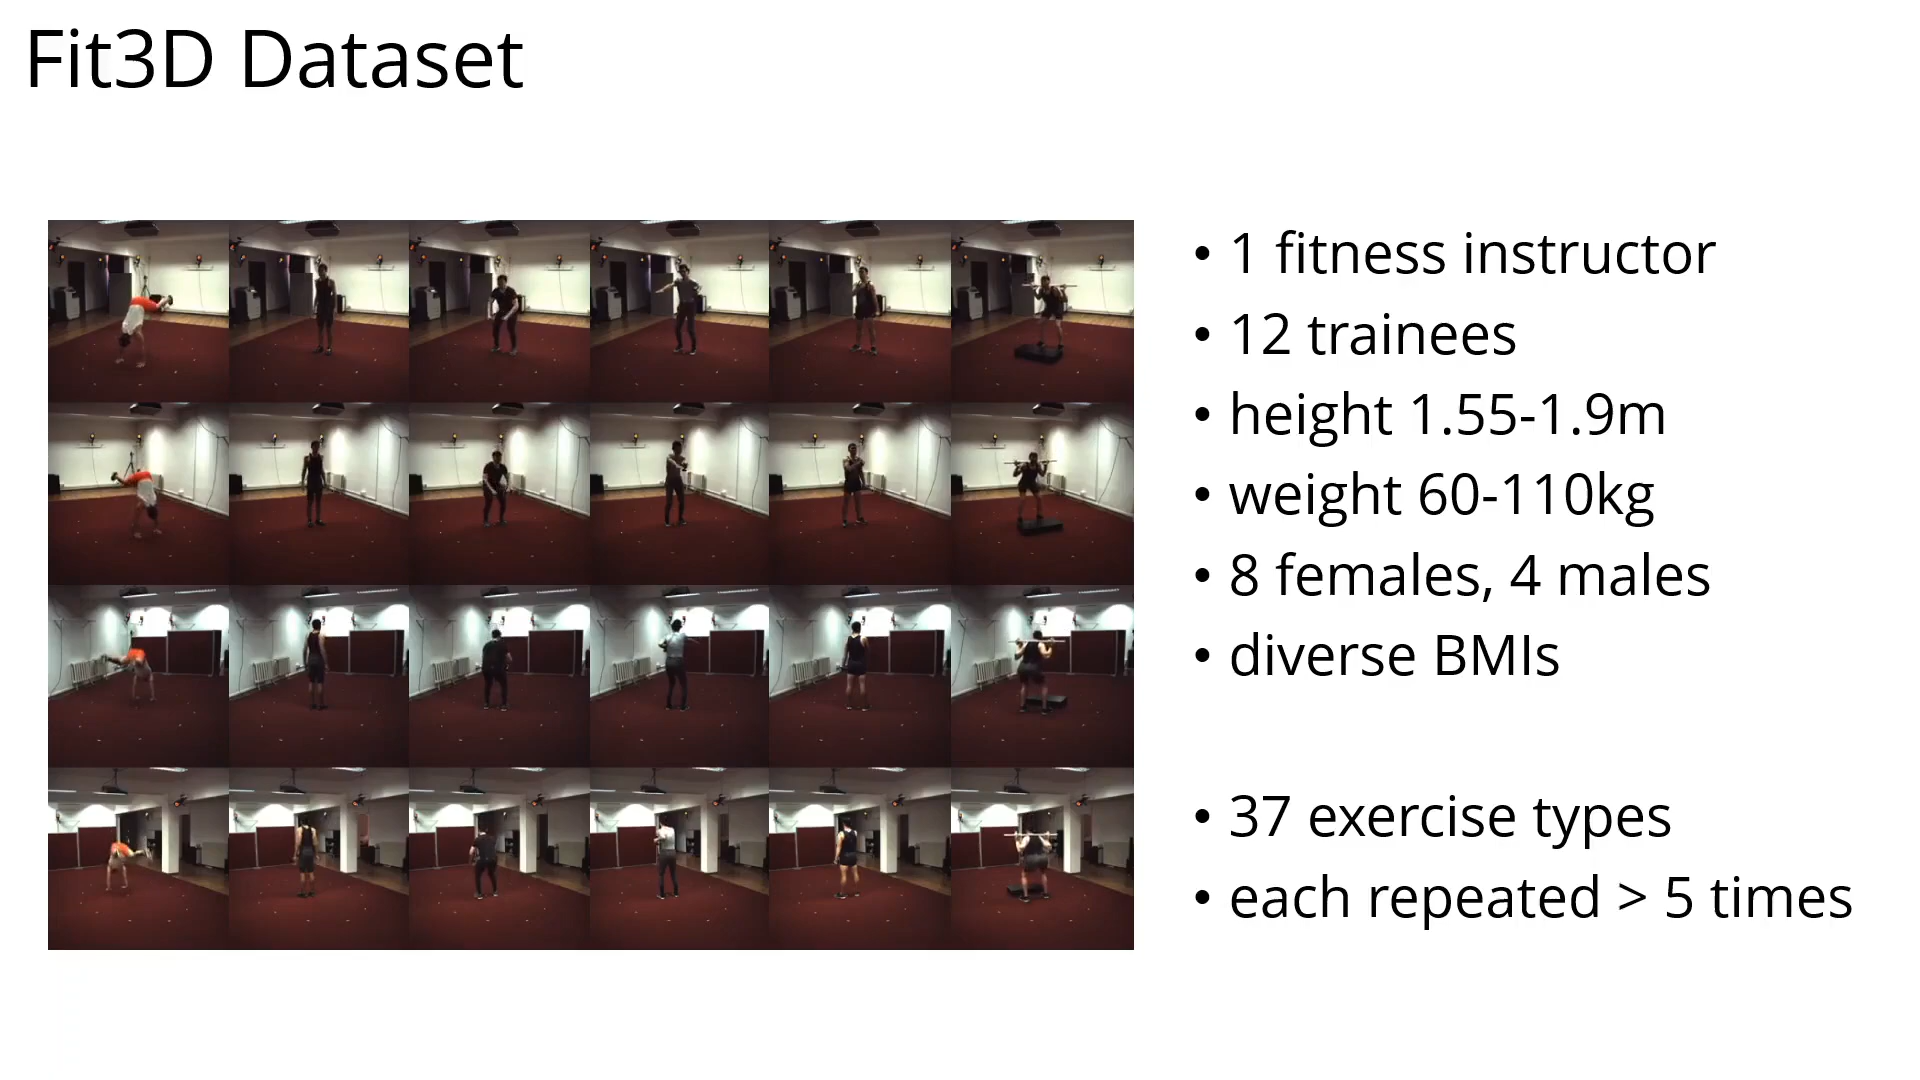 Fit3D Dataset
• 1 fitness instructor
• 12 trainees
• height 1.55-1.9m
• weight 60-110kg
• 8 females, 4 males
• diverse BMIs
• 37 exercise types
• each repeated > 5 times